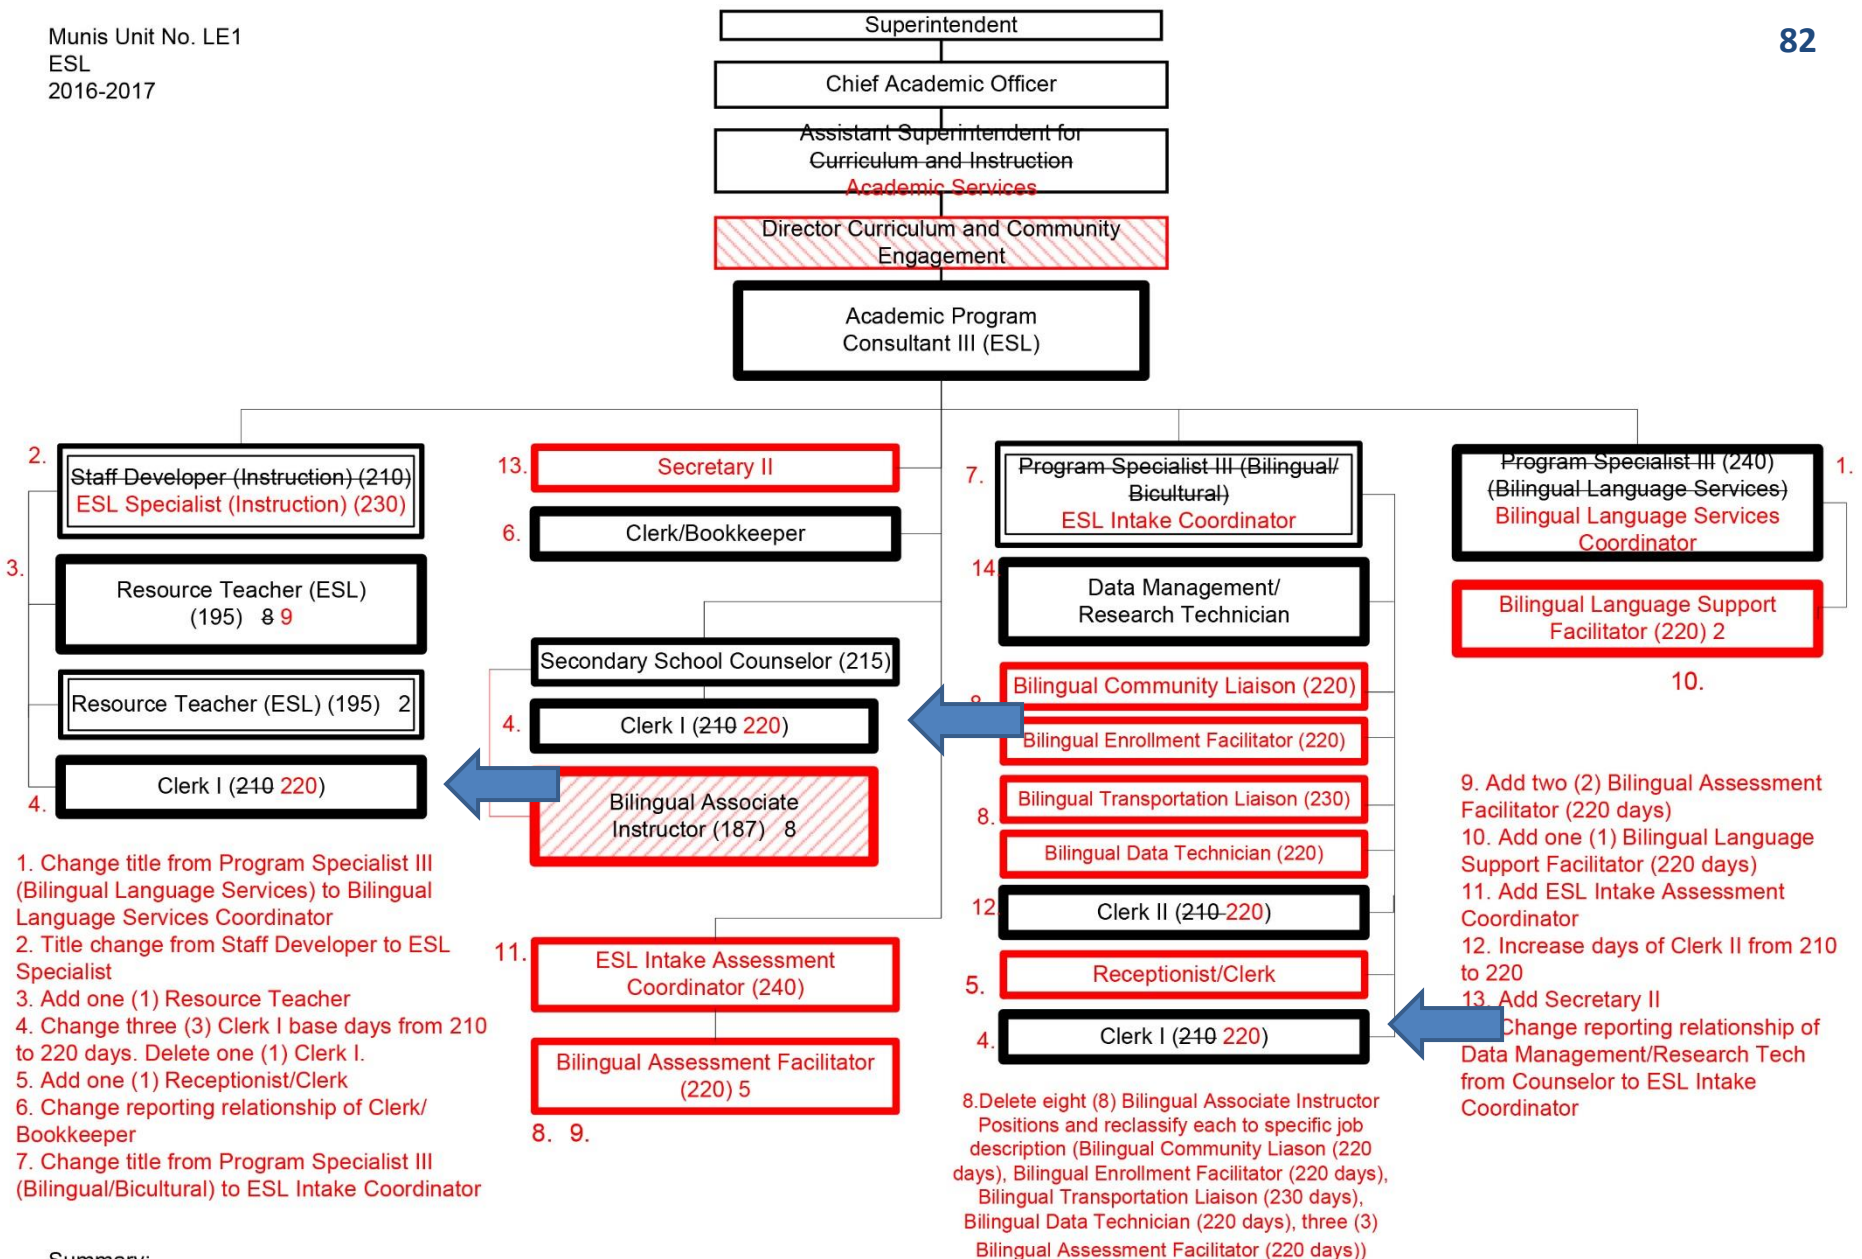 Munis Unit No. LE1
ESL
2016-2017
82
Superintendent
Chief Academic Officer
Assistant Superintendent for
Curriculum and Instruction
Academic Services
Director Curriculum and Community
Engagement
Academic Program
Consultant III (ESL)
2.
Staff Developer (Instruction) (210)
ESL Specialist (Instruction) (230)
3.
Resource Teacher (ESL)
(195) 8 9
Resource Teacher (ESL) (195) 2
4.
Clerk I (210 220)
13.
Secretary II
6.
Clerk/Bookkeeper
Secondary School Counselor (215)
4.
Clerk I (210 220)
Bilingual Associate
Instructor (187) 8
11.
ESL Intake Assessment
Coordinator (240)
Bilingual Assessment Facilitator
(220) 5
8. 9.
7.
Program Specialist III (Bilingual/
Bicultural)
ESL Intake Coordinator
14.
Data Management/
Research Technician
Bilingual Community Liaison (220)
Bilingual Enrollment Facilitator (220)
Bilingual Transportation Liaison (230)
8.
Bilingual Data Technician (220)
12.
Clerk II (210 220)
5.
Receptionist/Clerk
4.
Clerk I (210 220)
1.
Program Specialist III (240)
(Bilingual Language Services)
Bilingual Language Services
Coordinator
Bilingual Language Support
Facilitator (220) 2
10.
1. Change title from Program Specialist III
(Bilingual Language Services) to Bilingual
Language Services Coordinator
2. Title change from Staff Developer to ESL
Specialist
3. Add one (1) Resource Teacher
4. Change three (3) Clerk I base days from 210
to 220 days. Delete one (1) Clerk I.
5. Add one (1) Receptionist/Clerk
6. Change reporting relationship of Clerk/
Bookkeeper
7. Change title from Program Specialist III
(Bilingual/Bicultural) to ESL Intake Coordinator
8.Delete eight (8) Bilingual Associate Instructor
Positions and reclassify each to specific job
description (Bilingual Community Liason (220
days), Bilingual Enrollment Facilitator (220 days),
Bilingual Transportation Liaison (230 days),
Bilingual Data Technician (220 days), three (3)
Bilingual Assessment Facilitator (220 days))
9. Add two (2) Bilingual Assessment
Facilitator (220 days)
10. Add one (1) Bilingual Language
Support Facilitator (220 days)
11. Add ESL Intake Assessment
Coordinator
12. Increase days of Clerk II from 210
to 220
13. Add Secretary II
Change reporting relationship of
Data Management/Research Tech
from Counselor to ESL Intake
Coordinator